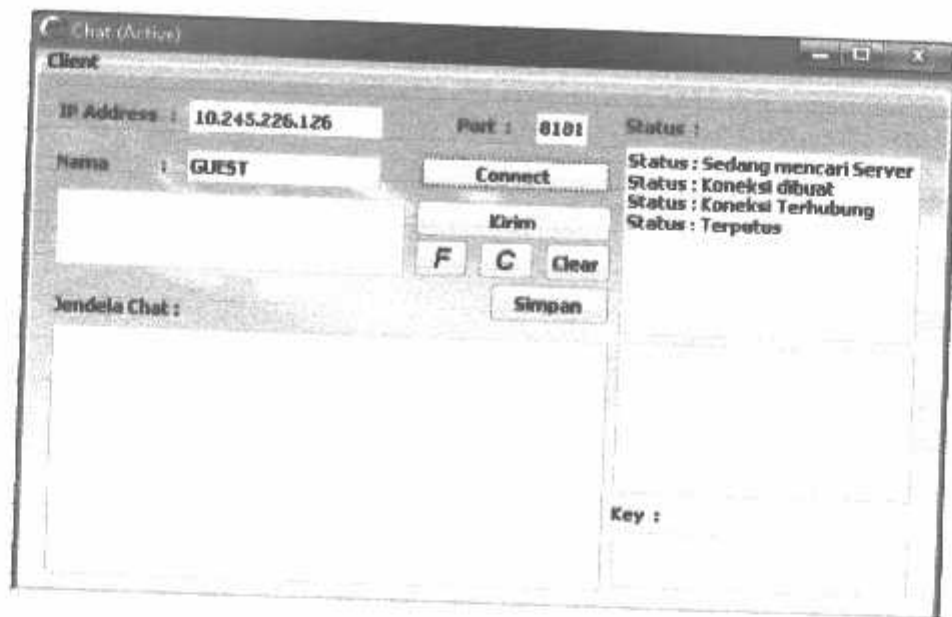 Chat (Active)
Client
IP Address : 10.245.226.126
Port : 8181
Status :
Nama : GUEST
Connect
Status : Sedang mencari Server
Status : Koneksi dibuat
Status : Koneksi Terhubung
Status : Terputus
Kirim
F C Clear
Simpan
Jendela Chat :
Key :